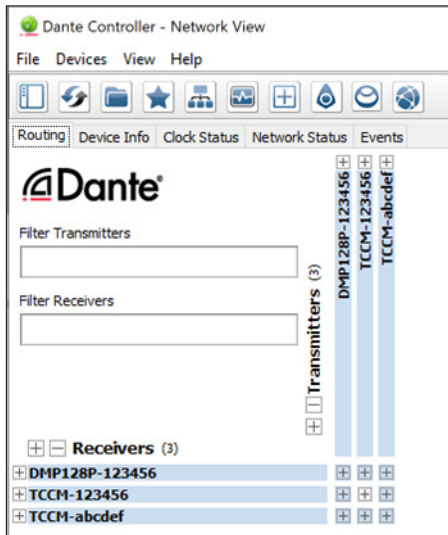 Dante Controller - Network View
File Devices View Help
Routing Device Info Clock Status Network Status Events
Dante®
Filter Transmitters
Filter Receivers
Transmitters (3)
DMP128P-123456
TCCM-123456
TCCM-abcdef
Receivers (3)
DMP128P-123456
TCCM-123456
TCCM-abcdef